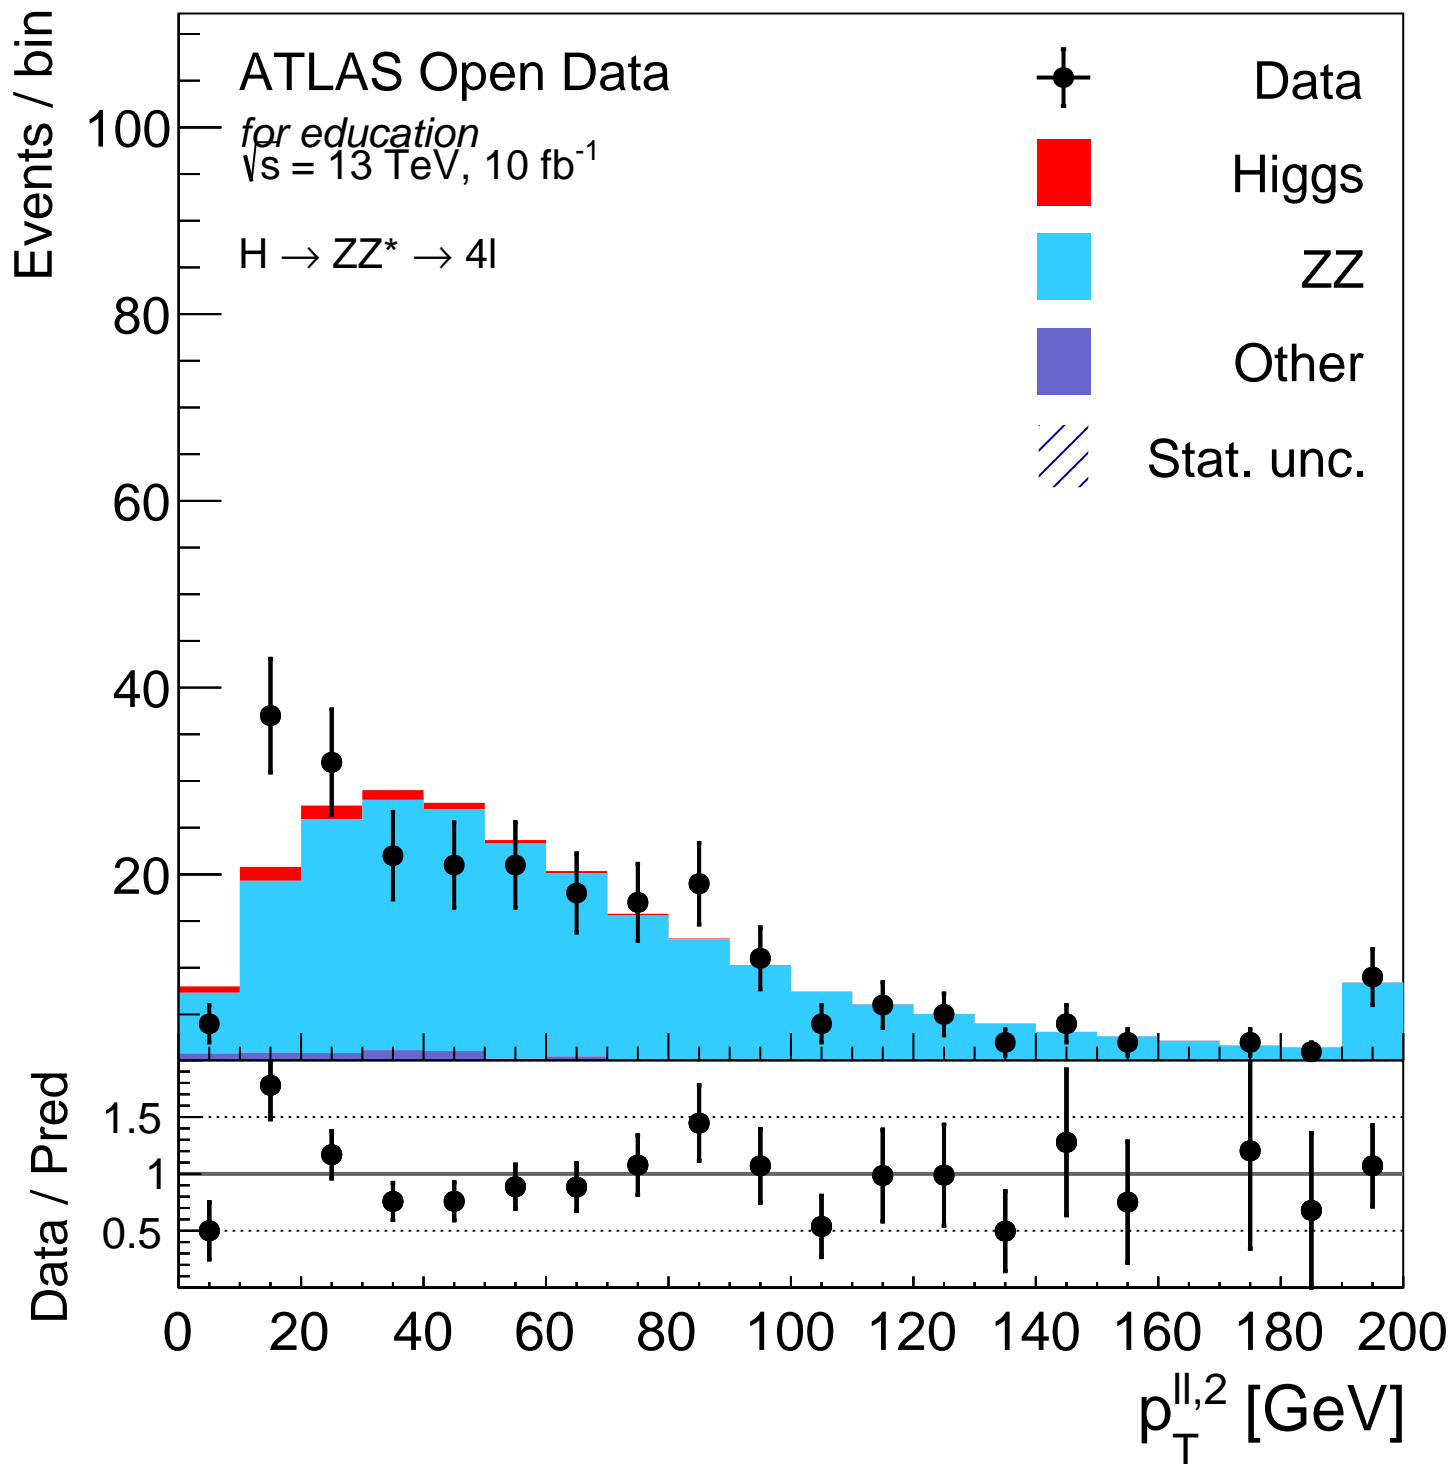 Events / bin
ATLAS Open Data
for education
√s = 13 TeV, 10 fb⁻¹
H → ZZ* → 4l
Data
Higgs
ZZ
Other
Stat. unc.
100
80
60
40
20
Data / Pred
1.5
1
0.5
0 20 40 60 80 100 120 140 160 180 200
p_T^{ll,2} [GeV]